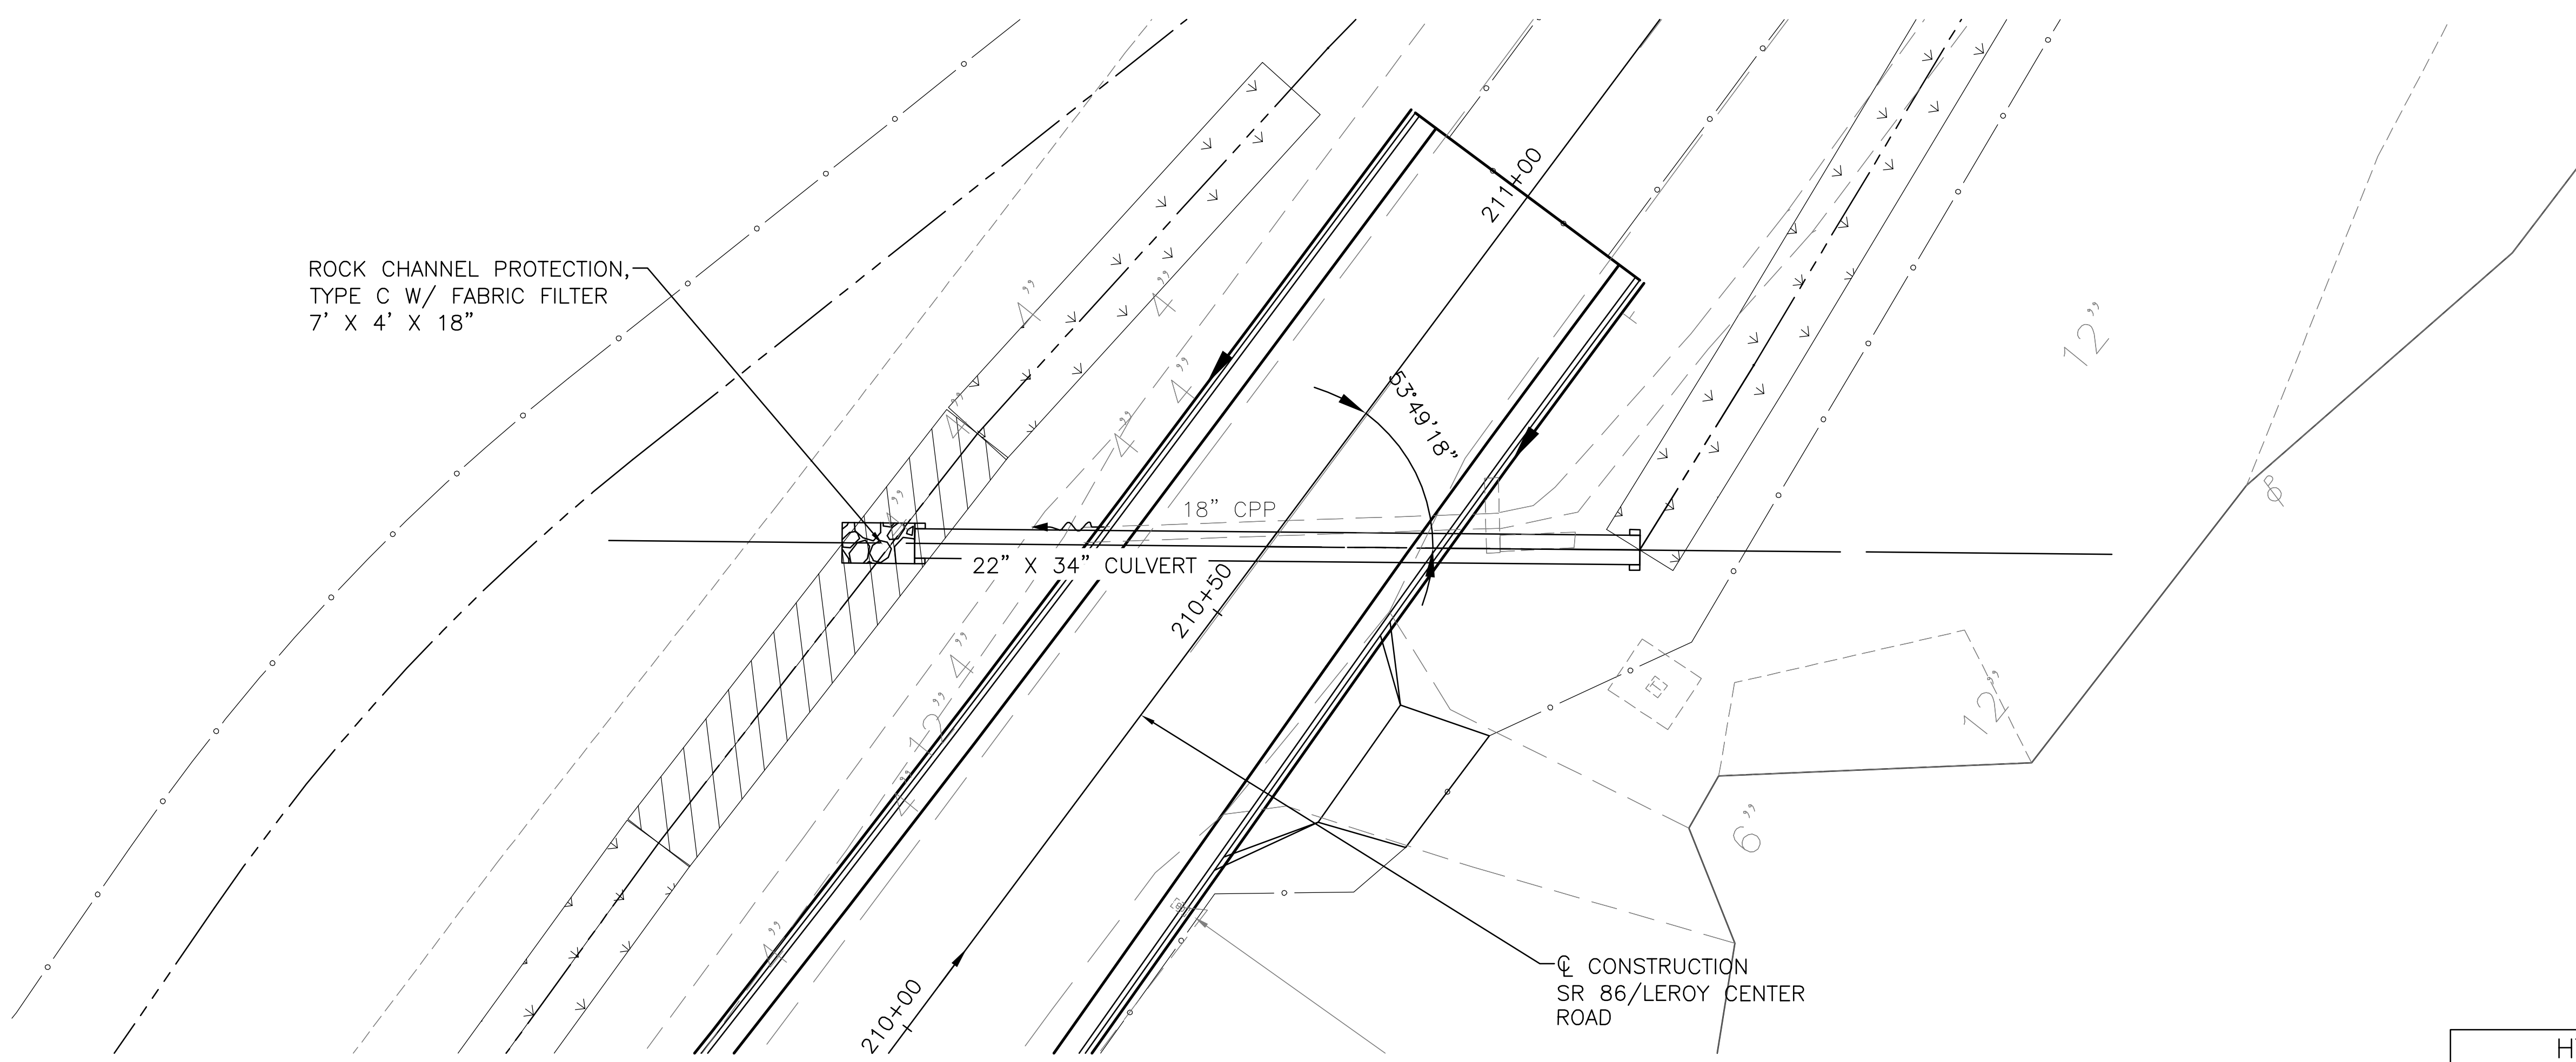 ROCK CHANNEL PROTECTION,
TYPE C W/ FABRIC FILTER
7' X 4' X 18"
211+00
53°49'18"
18" CPP
22" X 34" CULVERT
210+50
210+00
℄ CONSTRUCTION
SR 86/LEROY CENTER
ROAD
4"
4"
4"
4"
4"
4"
4"
12"
4"
4"
12"
12"
6"
H